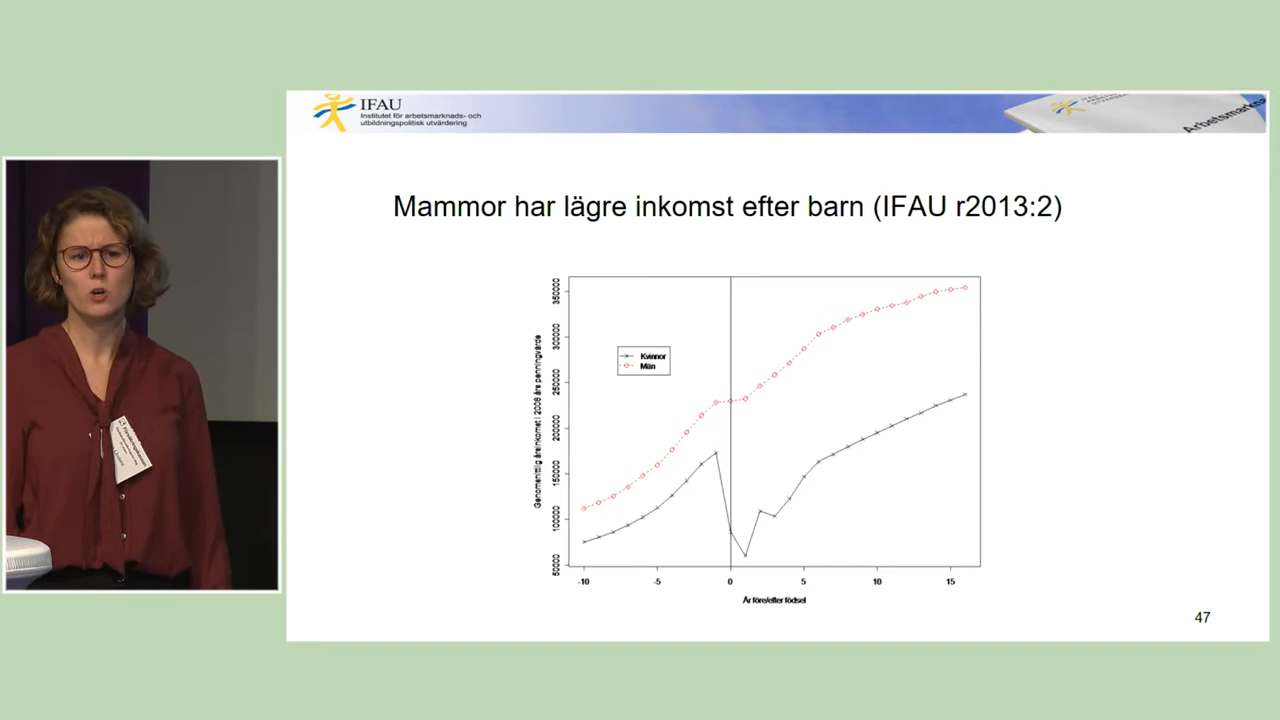 IFAU
Institutet för arbetsmarknads- och
utbildningspolitisk utvärdering
Arbetsmarkna
Mammor har lägre inkomst efter barn (IFAU r2013:2)
Genomsnittlig årsinkomst i 2008 års penningvärde
350000
300000
250000
200000
150000
100000
50000
Kvinnor
Män
-10
-5
0
5
10
15
År före/efter födsel
47
Försäkringskassan